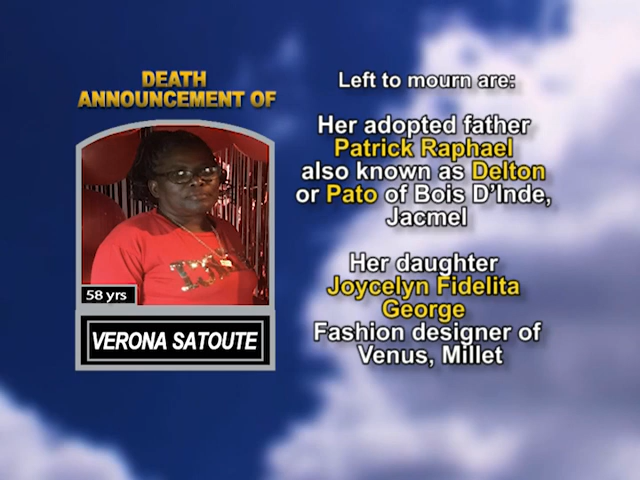 DEATH
ANNOUNCEMENT OF
58 yrs
VERONA SATOUTE
Left to mourn are:
Her adopted father
Patrick Raphael
also known as Delton
or Pato of Bois D'Inde,
Jacmel
Her daughter
Joycelyn Fidelita
George
Fashion designer of
Venus, Millet